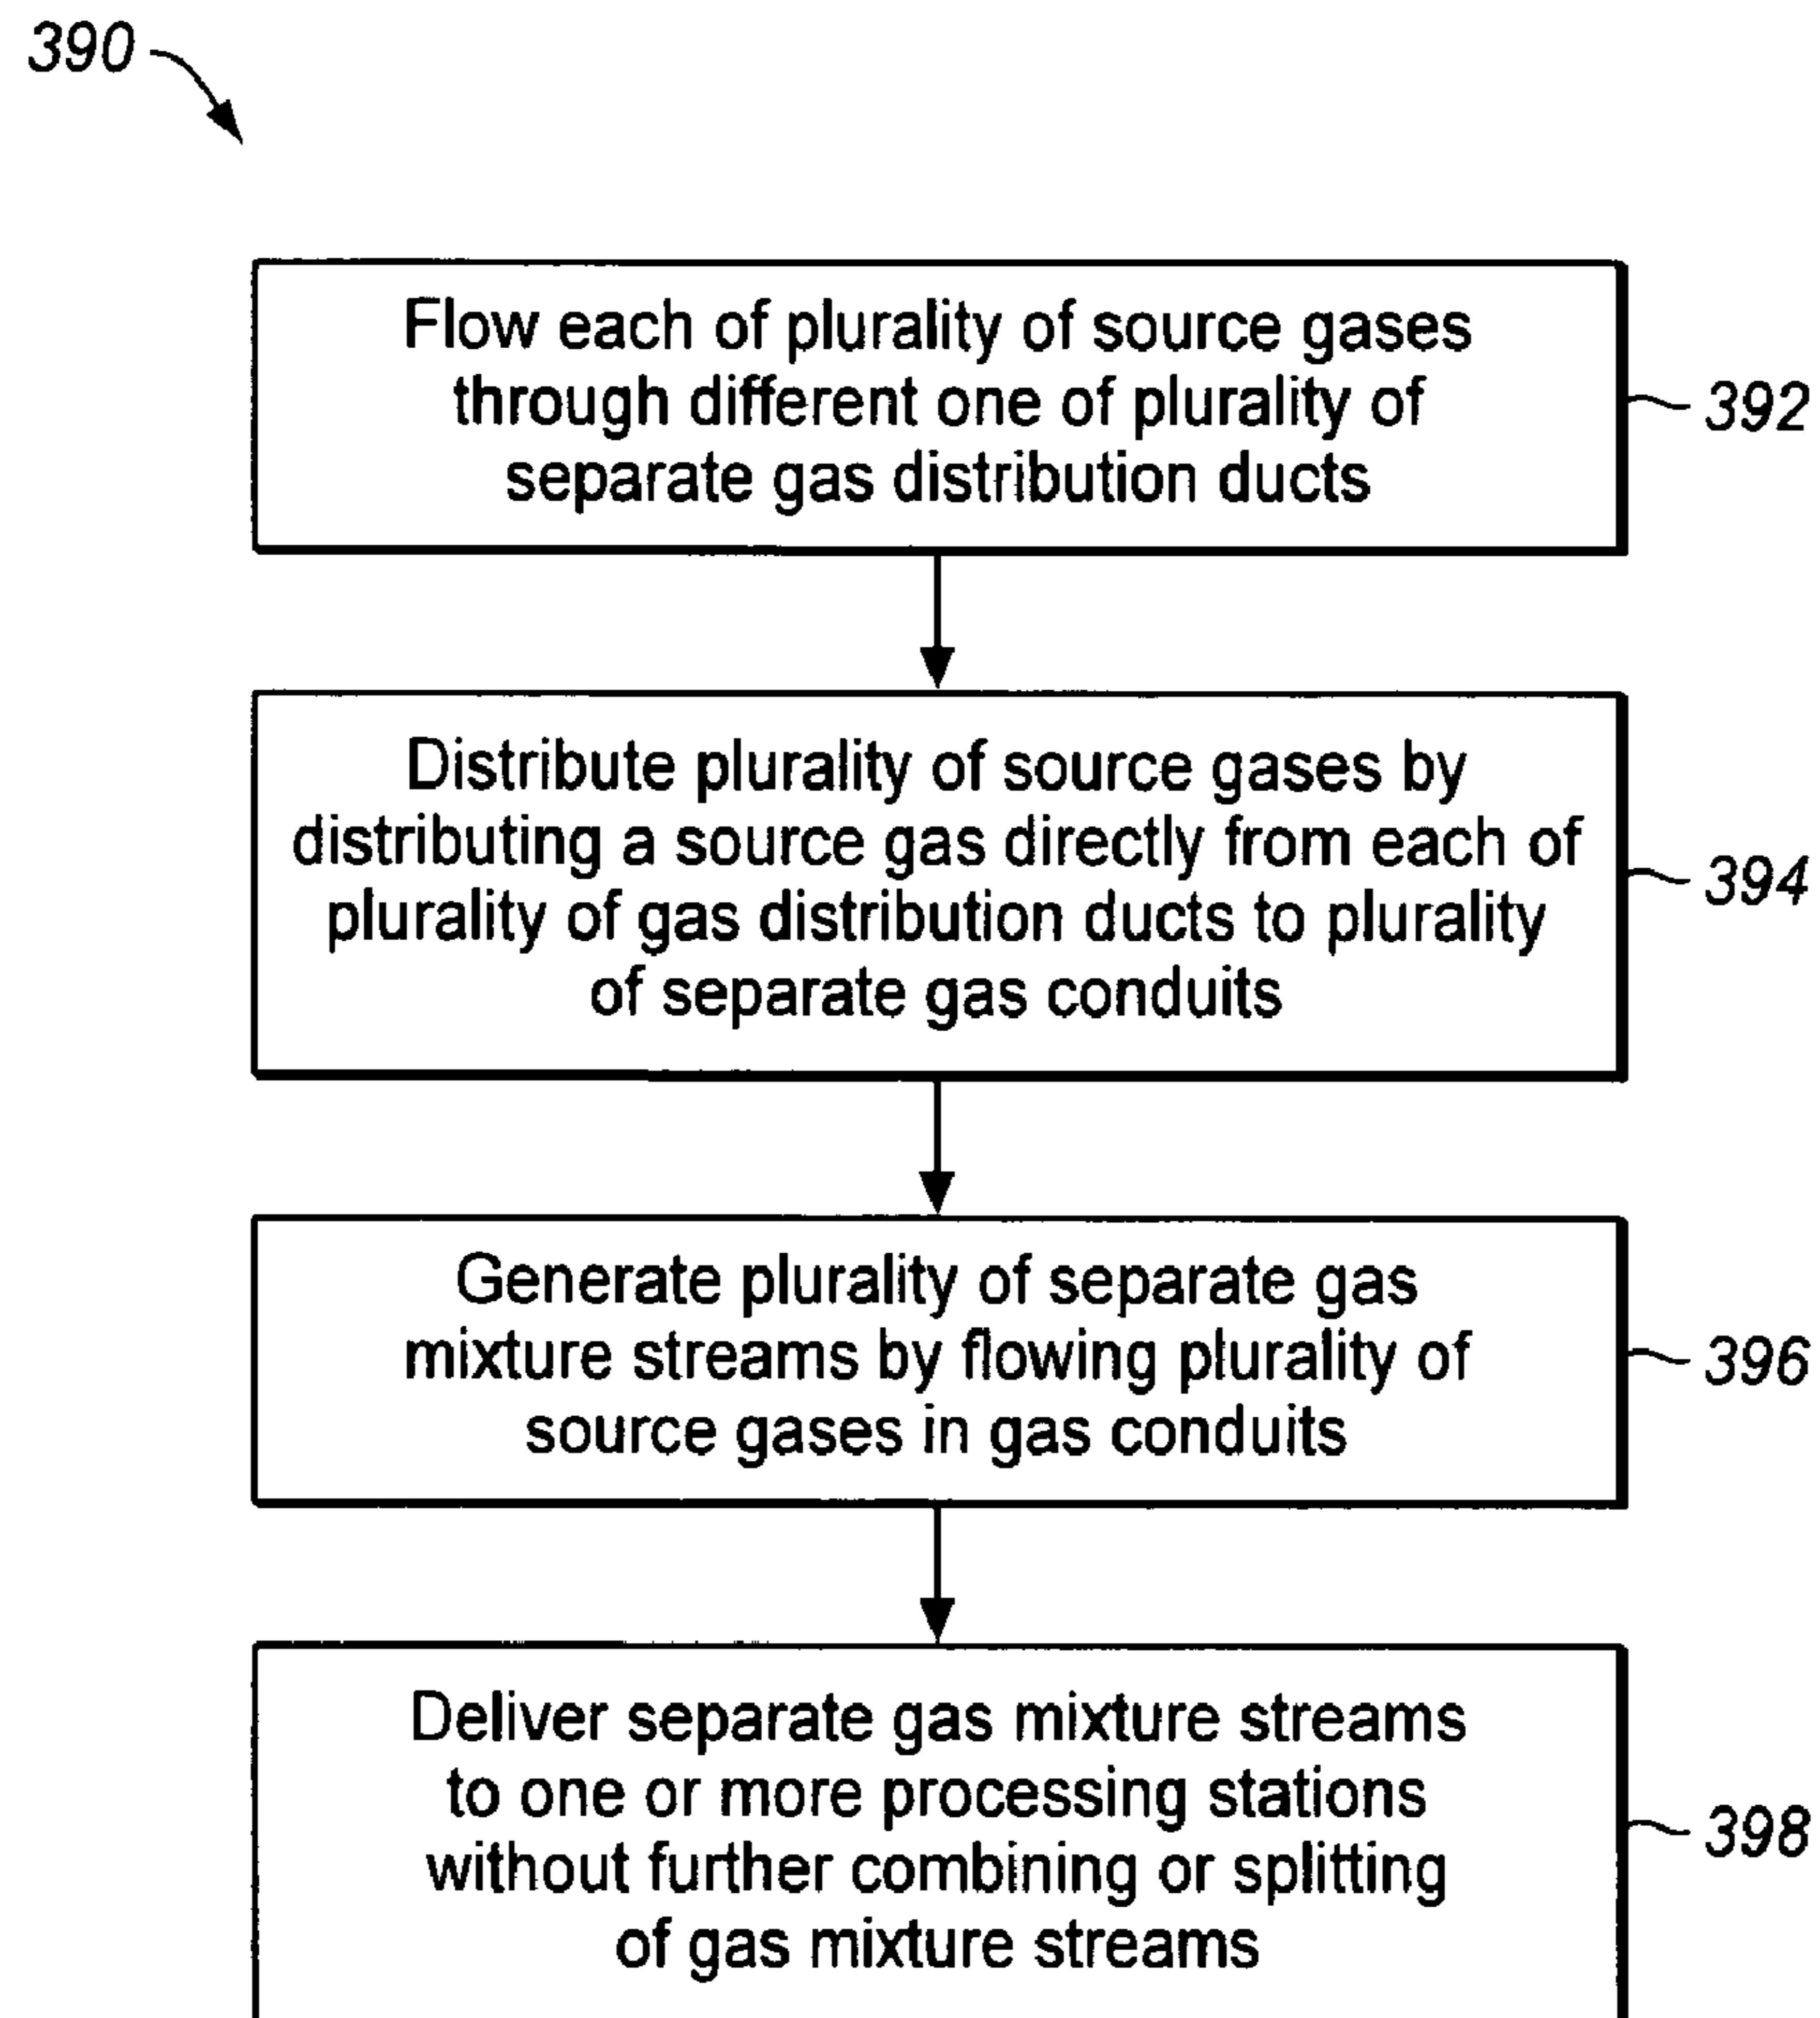 390
Flow each of plurality of source gases
through different one of plurality of
separate gas distribution ducts
392
Distribute plurality of source gases by
distributing a source gas directly from each of
plurality of gas distribution ducts to plurality
of separate gas conduits
394
Generate plurality of separate gas
mixture streams by flowing plurality of
source gases in gas conduits
396
Deliver separate gas mixture streams
to one or more processing stations
without further combining or splitting
of gas mixture streams
398